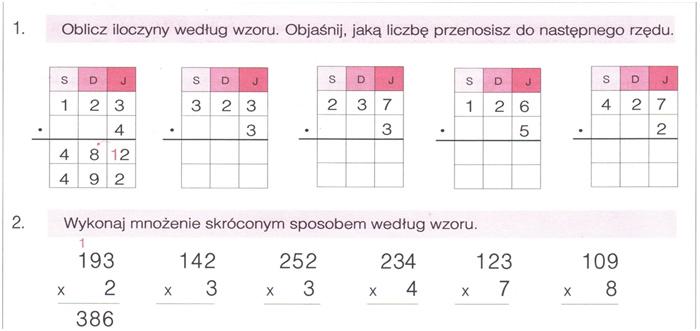 1. Oblicz iloczyny według wzoru. Objaśnij, jaką liczbę przenosisz do następnego rzędu.
S D J S D J S D J S D J S D J
1 2 3 3 2 3 2 3 7 1 2 6 4 2 7
· 4 · 3 · 3 · 5 · 2
4 8 12
4 9 2
2. Wykonaj mnożenie skróconym sposobem według wzoru.
1
193 142 252 234 123 109
x 2 x 3 x 3 x 4 x 7 x 8
386